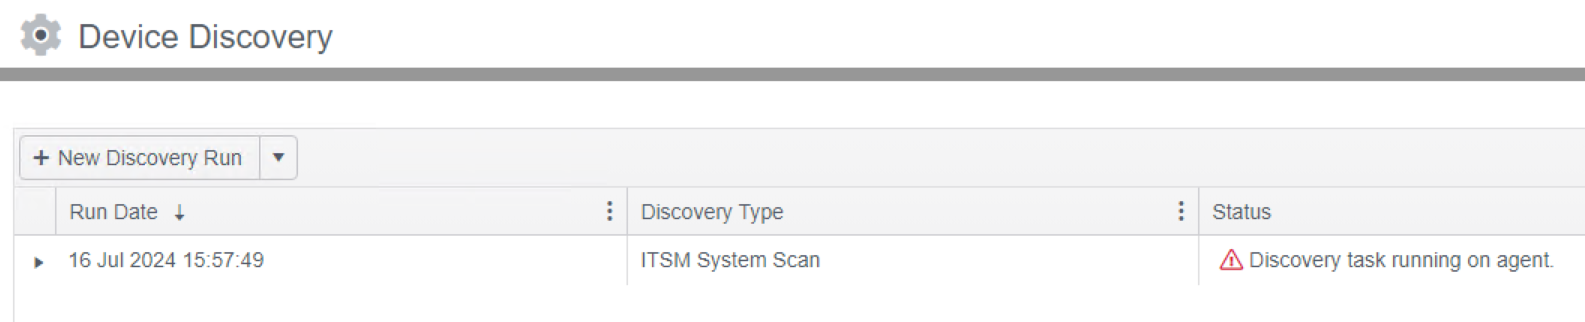 Device Discovery
+ New Discovery Run
Run Date ↓ Discovery Type Status
16 Jul 2024 15:57:49 ITSM System Scan Discovery task running on agent.